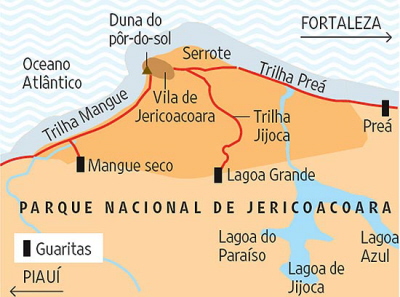 Duna do
pôr-do-sol
FORTALEZA
Oceano
Atlântico
Serrote
Trilha Preá
Trilha Mangue
Vila de
Jericoacoara
Trilha
Jijoca
Preá
Mangue seco
Lagoa Grande
PARQUE NACIONAL DE JERICOACOARA
Guaritas
Lagoa do
Paraíso
Lagoa
Azul
Lagoa de
Jijoca
PIAUÍ